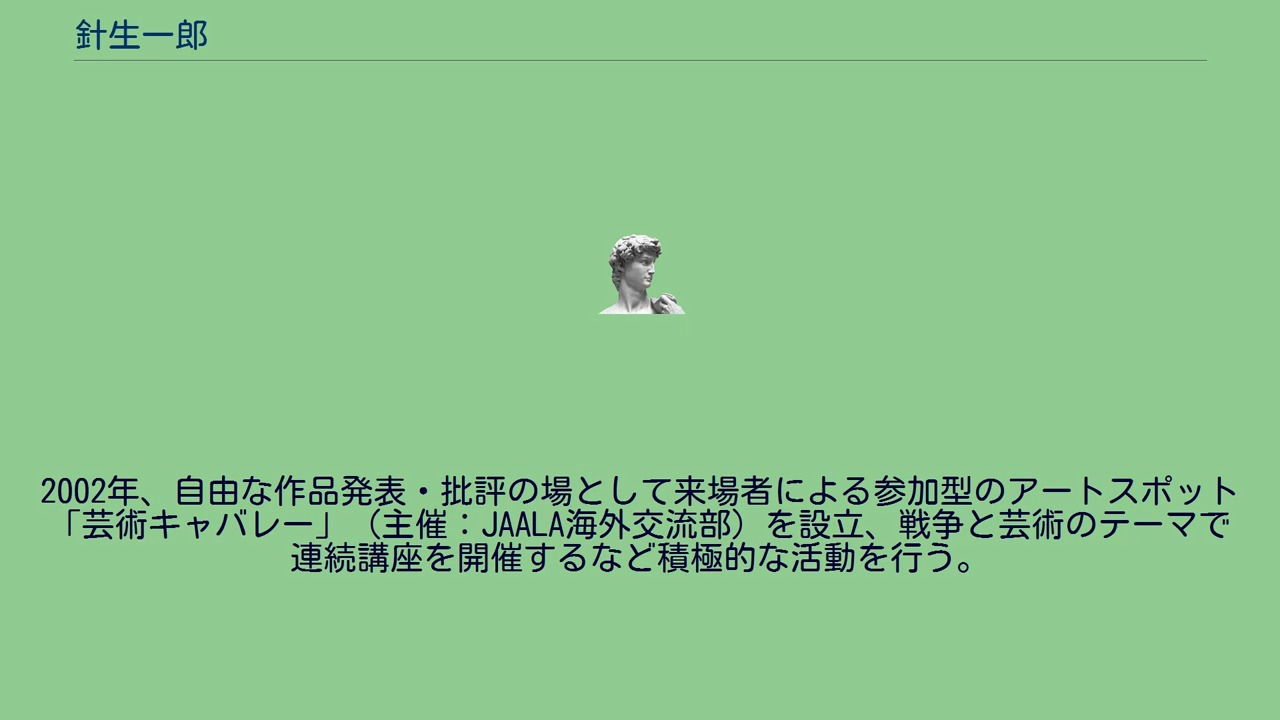 針生一郎
2002年、自由な作品発表・批評の場として来場者による参加型のアートスポット
「芸術キャバレー」（主催：JAALA海外交流部）を設立、戦争と芸術のテーマで
連続講座を開催するなど積極的な活動を行う。